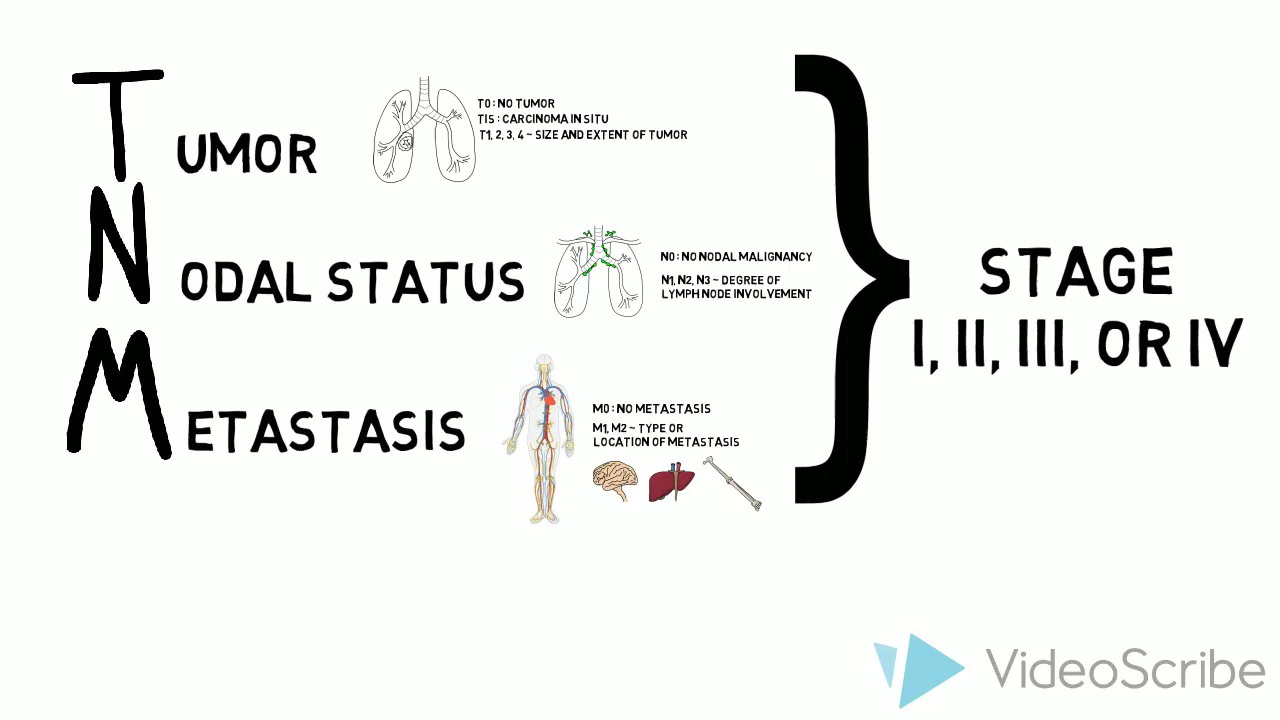 TUMOR
T0 : NO TUMOR
TIS : CARCINOMA IN SITU
T1, 2, 3, 4 ~ SIZE AND EXTENT OF TUMOR
NODAL STATUS
N0 : NO NODAL MALIGNANCY
N1, N2, N3 ~ DEGREE OF
LYMPH NODE INVOLVEMENT
METASTASIS
M0 : NO METASTASIS
M1, M2 ~ TYPE OR
LOCATION OF METASTASIS
STAGE
I, II, III, OR IV
VideoScribe